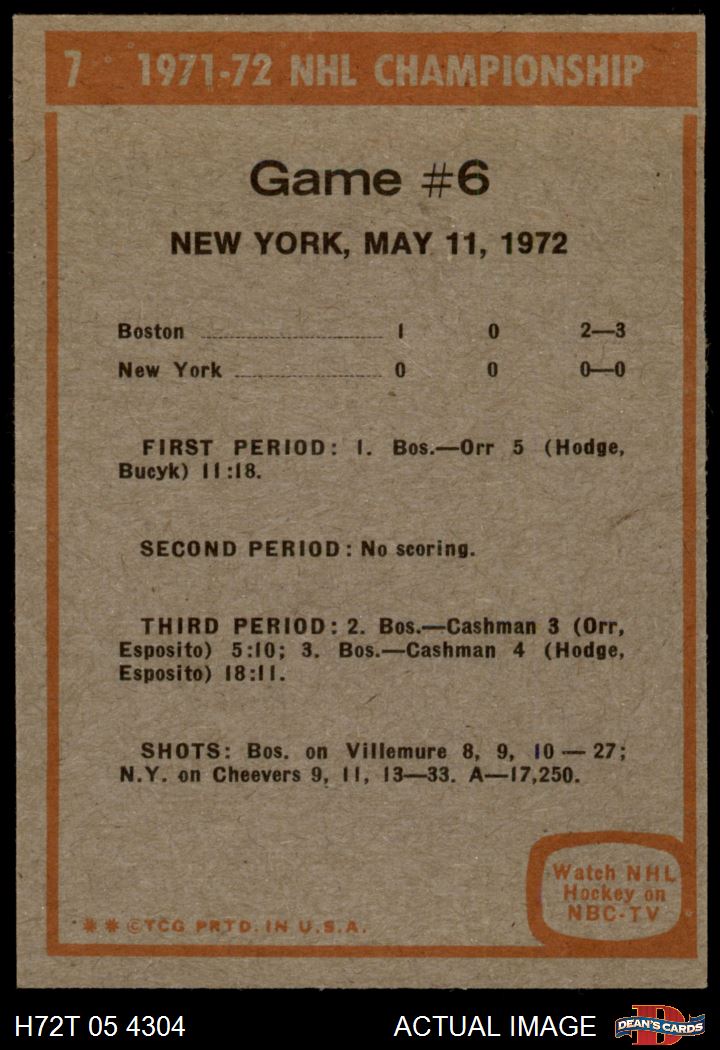 7 1971-72 NHL CHAMPIONSHIP
Game #6
NEW YORK, MAY 11, 1972
Boston ........................ 1 0 2—3
New York .................... 0 0 0—0
FIRST PERIOD: 1. Bos.—Orr 5 (Hodge,
Bucyk) 11:18.
SECOND PERIOD: No scoring.
THIRD PERIOD: 2. Bos.—Cashman 3 (Orr,
Esposito) 5:10; 3. Bos.—Cashman 4 (Hodge,
Esposito) 18:11.
SHOTS: Bos. on Villemure 8, 9, 10—27;
N.Y. on Cheevers 9, 11, 13—33. A—17,250.
Watch NHL
Hockey on
NBC-TV
* * ©TCG PRTD. IN U.S.A.
H72T 05 4304 ACTUAL IMAGE DEAN'S CARDS